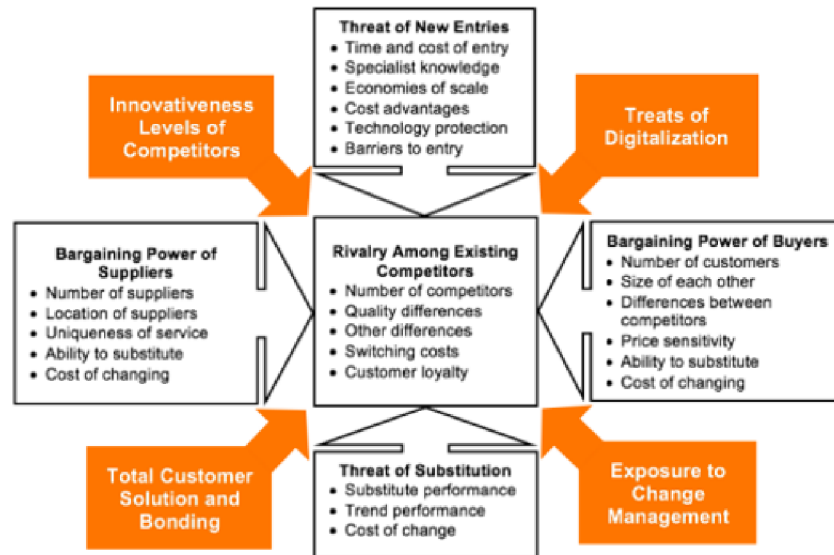 Threat of New Entries
• Time and cost of entry
• Specialist knowledge
• Economies of scale
• Cost advantages
• Technology protection
• Barriers to entry
Innovativeness
Levels of
Competitors
Treats of
Digitalization
Bargaining Power of
Suppliers
• Number of suppliers
• Location of suppliers
• Uniqueness of service
• Ability to substitute
• Cost of changing
Rivalry Among Existing
Competitors
• Number of competitors
• Quality differences
• Other differences
• Switching costs
• Customer loyalty
Bargaining Power of Buyers
• Number of customers
• Size of each other
• Differences between
competitors
• Price sensitivity
• Ability to substitute
• Cost of changing
Total Customer
Solution and
Bonding
Threat of Substitution
• Substitute performance
• Trend performance
• Cost of change
Exposure to
Change
Management